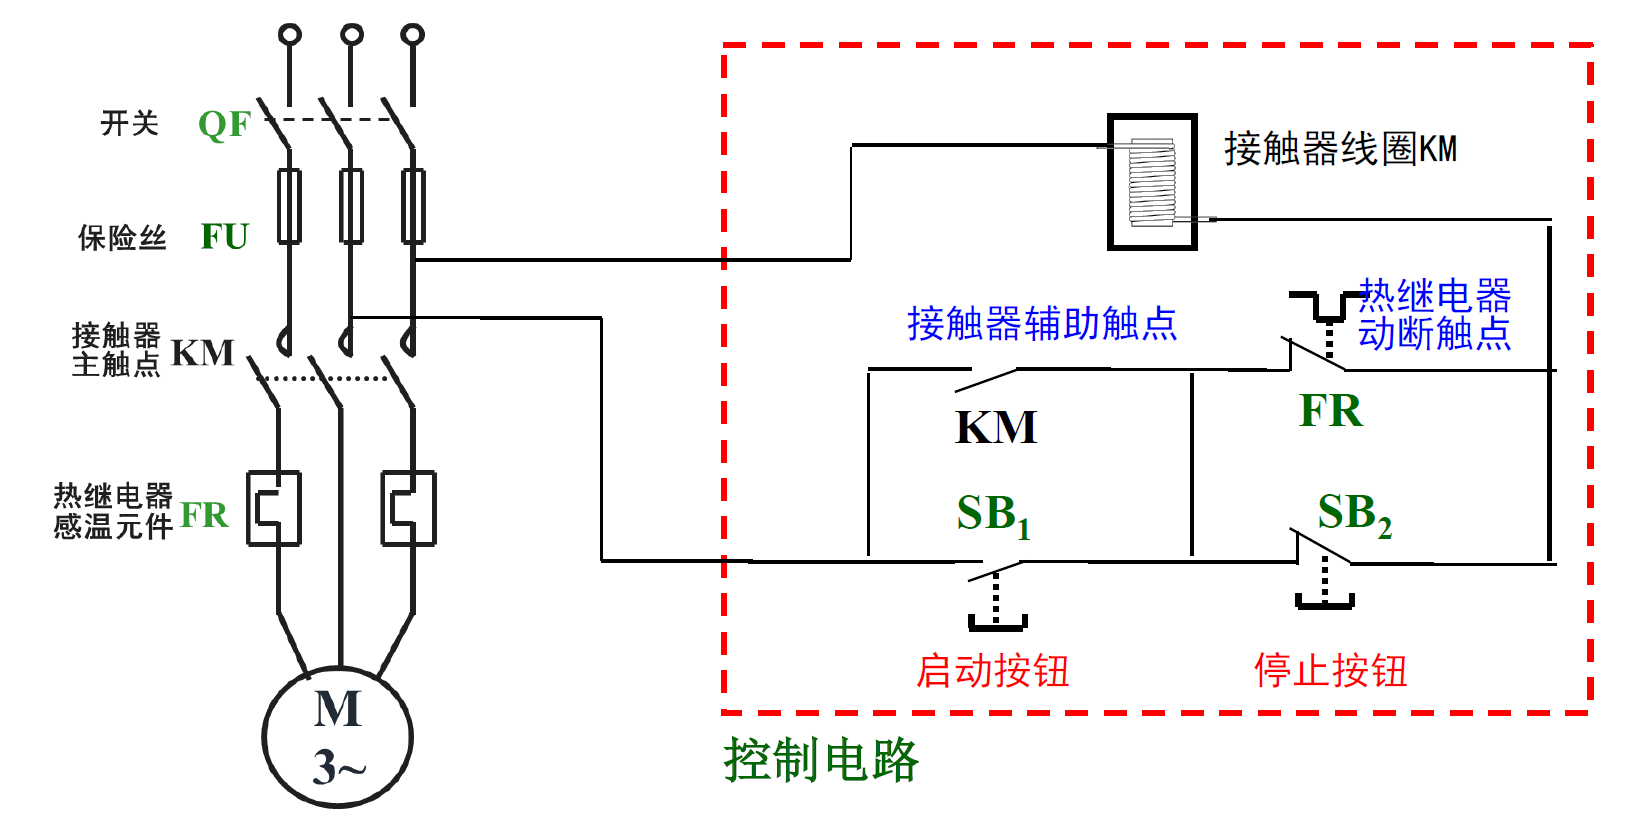 开关 QF
保险丝 FU
接触器
主触点 KM
热继电器
感温元件 FR
M
3~
接触器线圈KM
接触器辅助触点
热继电器
动断触点
KM
FR
SB1
SB2
启动按钮
停止按钮
控制电路